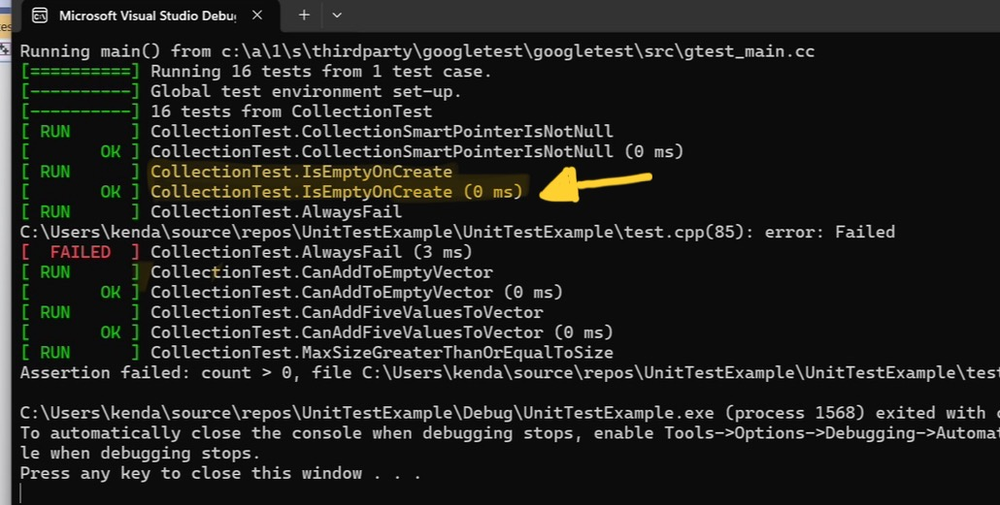 Microsoft Visual Studio Debu
Running main() from c:\a\1\s\thirdparty\googletest\googletest\src\gtest_main.cc
[==========] Running 16 tests from 1 test case.
[----------] Global test environment set-up.
[----------] 16 tests from CollectionTest
[ RUN      ] CollectionTest.CollectionSmartPointerIsNotNull
[       OK ] CollectionTest.CollectionSmartPointerIsNotNull (0 ms)
[ RUN      ] CollectionTest.IsEmptyOnCreate
[       OK ] CollectionTest.IsEmptyOnCreate (0 ms)
[ RUN      ] CollectionTest.AlwaysFail
C:\Users\kenda\source\repos\UnitTestExample\UnitTestExample\test.cpp(85): error: Failed
[  FAILED  ] CollectionTest.AlwaysFail (3 ms)
[ RUN      ] CollectionTest.CanAddToEmptyVector
[       OK ] CollectionTest.CanAddToEmptyVector (0 ms)
[ RUN      ] CollectionTest.CanAddFiveValuesToVector
[       OK ] CollectionTest.CanAddFiveValuesToVector (0 ms)
[ RUN      ] CollectionTest.MaxSizeGreaterThanOrEqualToSize
Assertion failed: count > 0, file C:\Users\kenda\source\repos\UnitTestExample\UnitTestExample\test
C:\Users\kenda\source\repos\UnitTestExample\Debug\UnitTestExample.exe (process 1568) exited with
To automatically close the console when debugging stops, enable Tools->Options->Debugging->Automat
le when debugging stops.
Press any key to close this window . . .